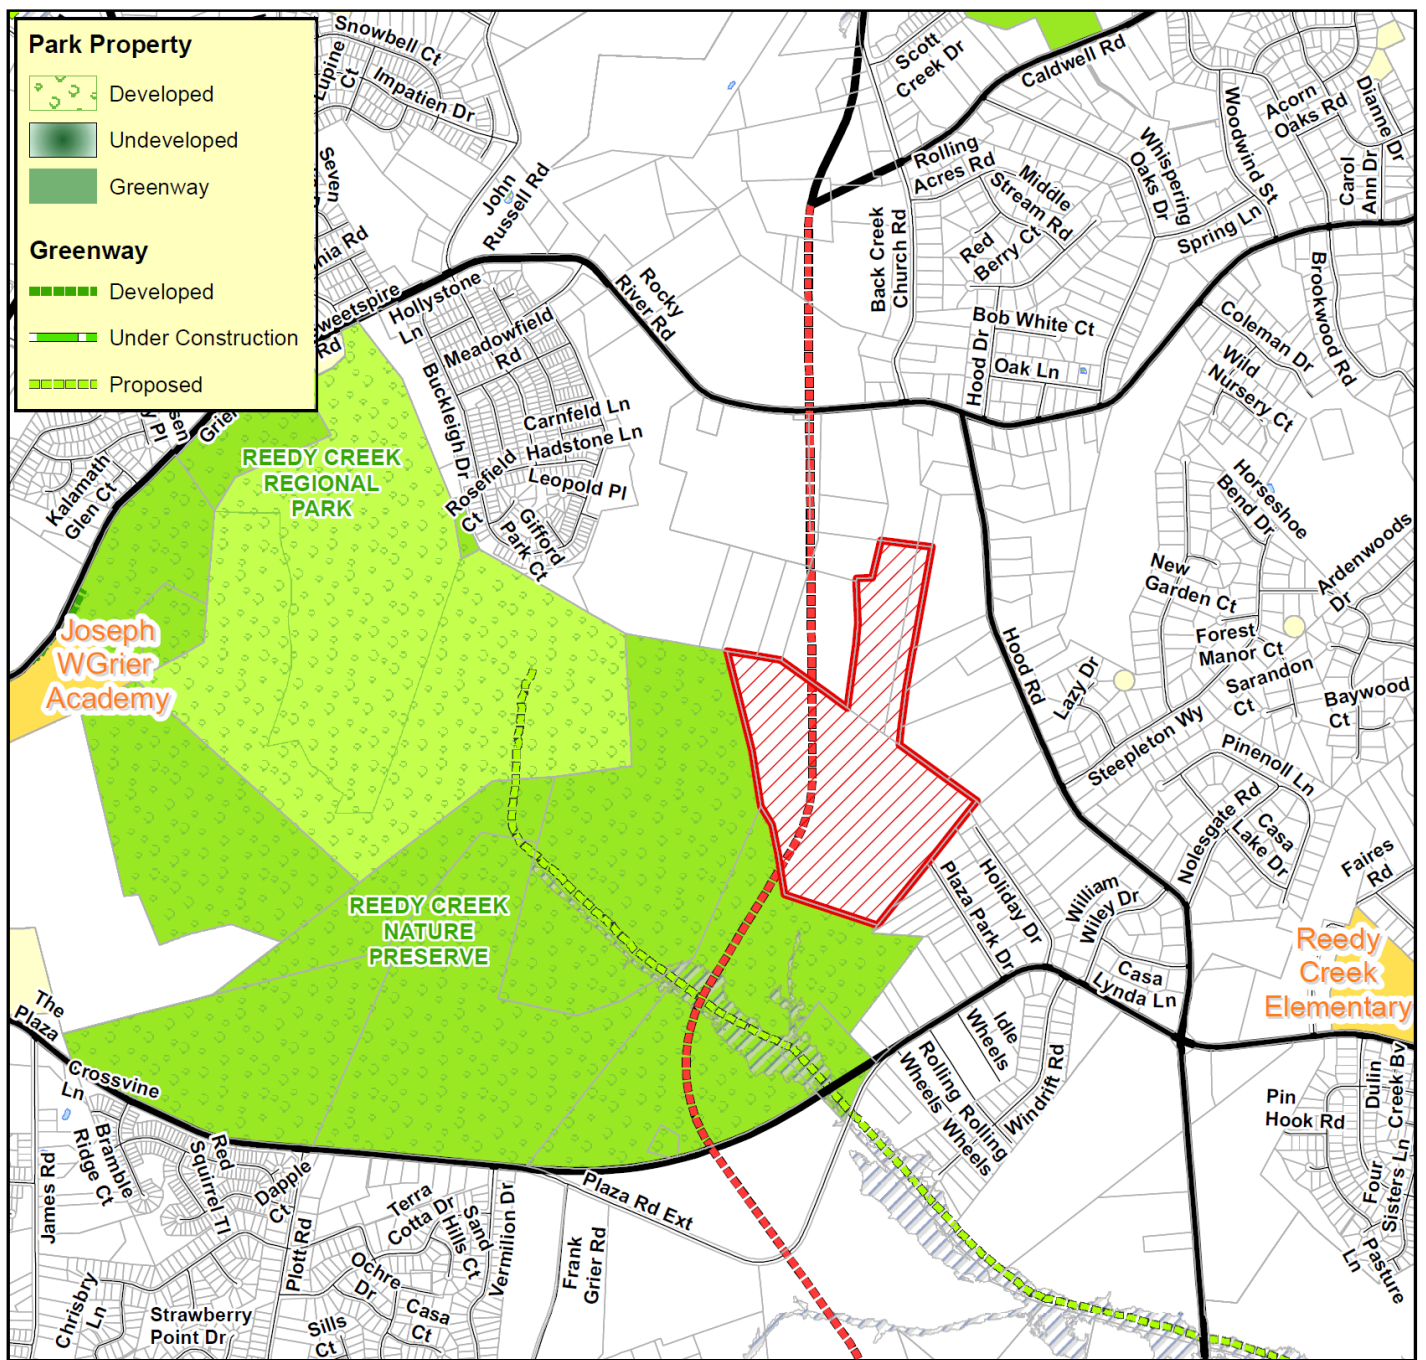 Park Property
Developed
Undeveloped
Greenway
Greenway
Developed
Under Construction
Proposed
Snowbell Ct
Lupine
Ct
Impatien Dr
Seven
John
Russell Rd
nia Rd
weetspire
Rd
Hollystone
Ln
Meadowfield
Rd
Buckleigh Dr
Carnfeld Ln
Hadstone Ln
Leopold Pl
Rosefield
Ct
Gifford
Park Ct
Rocky
River Rd
Scott
Creek Dr
Caldwell Rd
Rolling
Acres Rd
Middle
Stream Rd
Red
Berry Ct
Back Creek
Church Rd
Whispering
Oaks Dr
Woodwind St
Acorn
Oaks Rd
Dianne Dr
Carol
Ann Dr
Spring Ln
Brookwood Rd
Bob White Ct
Hood Dr
Oak Ln
Coleman Dr
Wild
Nursery Ct
Horseshoe
Bend Dr
Ardenwoods
Dr
New
Garden Ct
Forest
Manor Ct
Sarandon
Ct
Baywood
Ct
Hood Rd
Lazy Dr
Steepleton Wy
Pinenoll Ln
Nolesgate Rd
Casa
Lake Dr
Faires
Rd
Y Pl
sen
Grier
Kalamath
Glen Ct
REEDY CREEK
REGIONAL
PARK
Joseph
WGrier
Academy
REEDY CREEK
NATURE
PRESERVE
Holiday Dr
Plaza Park Dr
William
Wiley Dr
Casa
Lynda Ln
Reedy
Creek
Elementary
Idle
Wheels
Rolling
Wheels
Rolling
Wheels
Windrift Rd
Pin
Hook Rd
Dulin
Creek Bv
Four
Sisters Ln
Pasture
Ln
The
Plaza
Crossvine
Ln
Bramble
Ridge Ct
James Rd
Red
Squirrel Tl
Dapple
Ct
Plott Rd
Terra
Cotta Dr
Sand
Hills Ct
Vermilion Dr
Plaza Rd Ext
Frank
Grier Rd
Ochre
Dr
Casa
Ct
Sills
Ct
Strawberry
Point Dr
Chrisbry
Ln